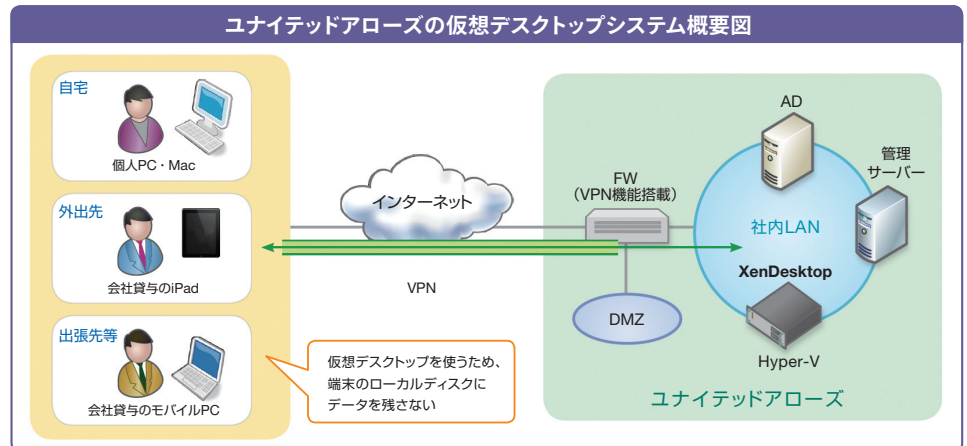 ユナイテッドアローズの仮想デスクトップシステム概要図
自宅
個人PC・Mac
外出先
会社貸与のiPad
出張先等
会社貸与のモバイルPC
インターネット
VPN
仮想デスクトップを使うため、
端末のローカルディスクに
データを残さない
FW
（VPN機能搭載）
DMZ
AD
管理
サーバー
社内LAN
XenDesktop
Hyper-V
ユナイテッドアローズ